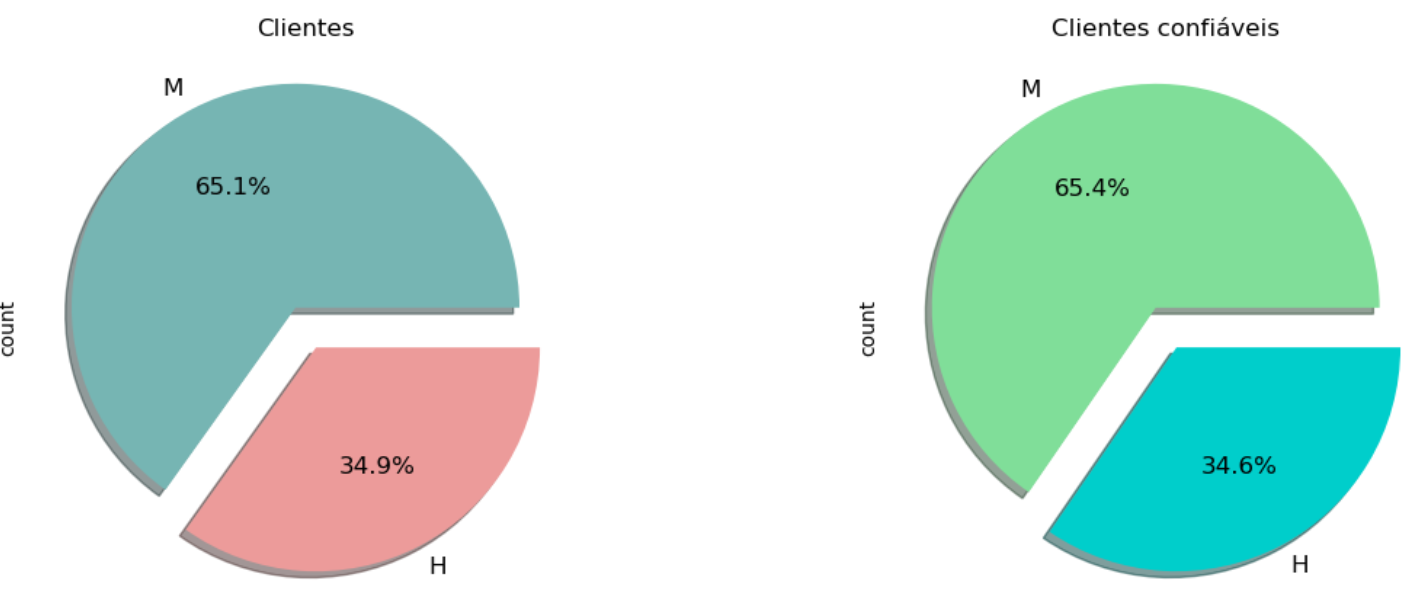 Clientes
M
65.1%
count
34.9%
H
Clientes confiáveis
M
65.4%
count
34.6%
H